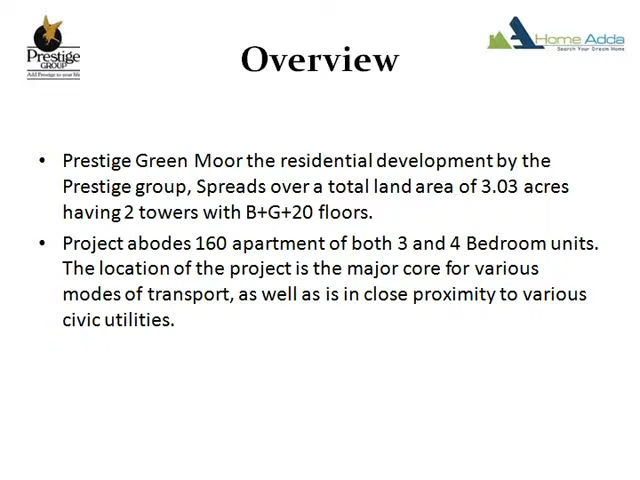 Prestige
GROUP
Add Prestige to your life
Overview
Home Adda
Search Your Dream Home
• Prestige Green Moor the residential development by the
Prestige group, Spreads over a total land area of 3.03 acres
having 2 towers with B+G+20 floors.
• Project abodes 160 apartment of both 3 and 4 Bedroom units.
The location of the project is the major core for various
modes of transport, as well as is in close proximity to various
civic utilities.